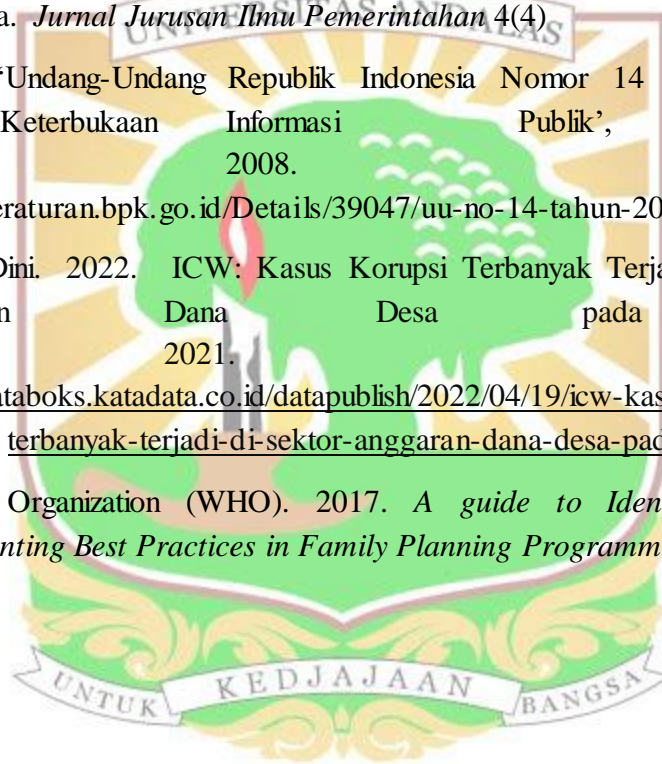 a. Jurnal Jurusan Ilmu Pemerintahan 4(4)
UNIVERSITAS ANDALAS
‘Undang-Undang Republik Indonesia Nomor 14
Keterbukaan Informasi Publik’,
2008.
eraturan.bpk.go.id/Details/39047/uu-no-14-tahun-20
Dini. 2022. ICW: Kasus Korupsi Terbanyak Terja
n Dana Desa pada
2021.
ataboks.katadata.co.id/datapublish/2022/04/19/icw-kas
terbanyak-terjadi-di-sektor-anggaran-dana-desa-pad
Organization (WHO). 2017. A guide to Iden
nting Best Practices in Family Planning Programm
UNTUK KEDJAJAAN BANGSA